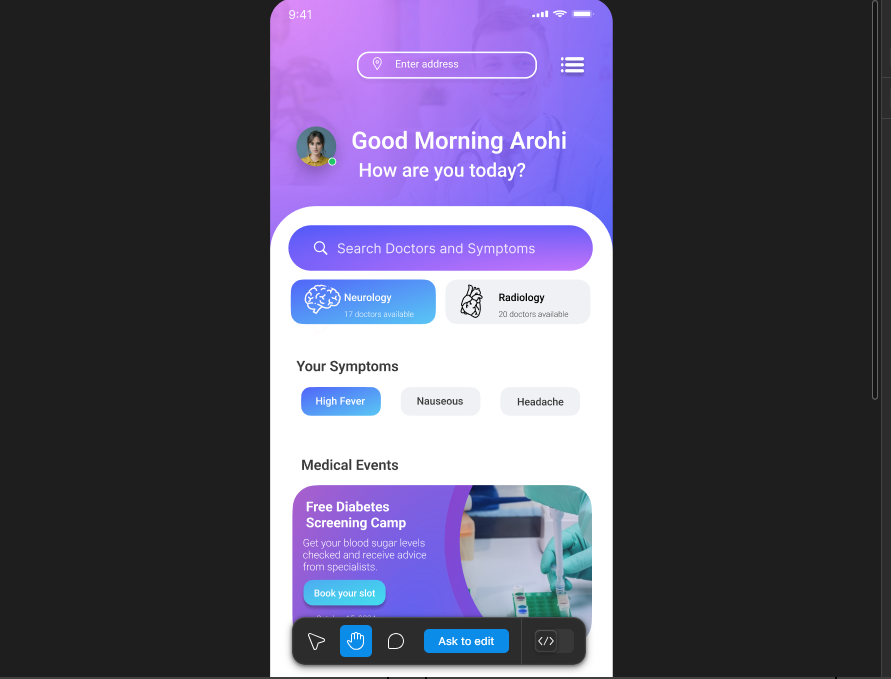 9:41
Enter address
Good Morning Arohi
How are you today?
Search Doctors and Symptoms
Neurology
17 doctors available
Radiology
20 doctors available
Your Symptoms
High Fever
Nauseous
Headache
Medical Events
Free Diabetes
Screening Camp
Get your blood sugar levels
checked and receive advice
from specialists.
Book your slot
Ask to edit